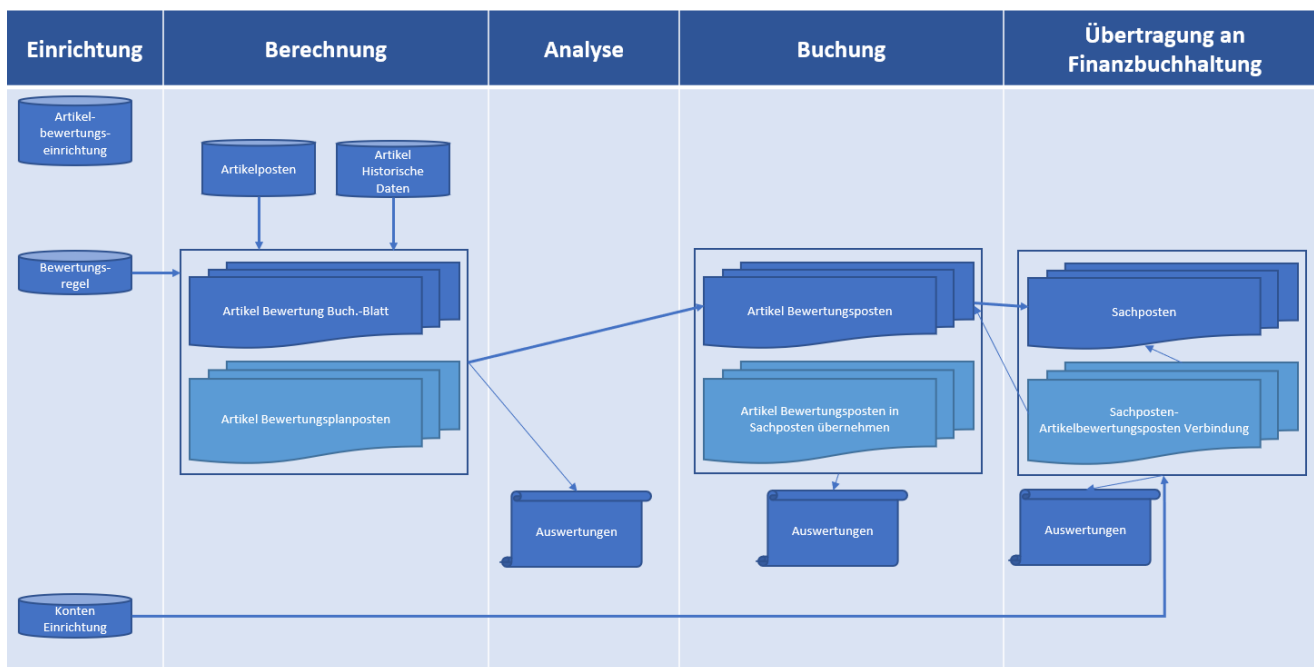 Einrichtung
Berechnung
Analyse
Buchung
Übertragung an
Finanzbuchhaltung
Artikel-
bewertungs-
einrichtung
Artikelposten
Artikel
Historische
Daten
Bewertungs-
regel
Artikel Bewertung Buch.-Blatt
Artikel Bewertungsposten
Sachposten
Artikel Bewertungsplanposten
Artikel Bewertungsposten in
Sachposten übernehmen
Sachposten-
Artikelbewertungsposten Verbindung
Auswertungen
Auswertungen
Auswertungen
Konten
Einrichtung